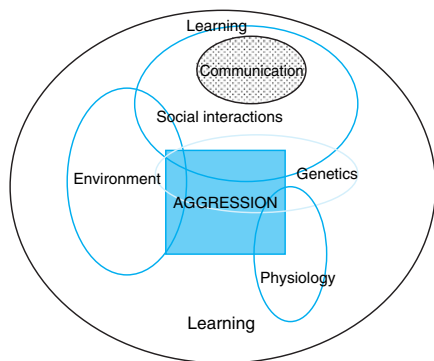 Learning
Communication
Social interactions
Environment
Genetics
AGGRESSION
Physiology
Learning